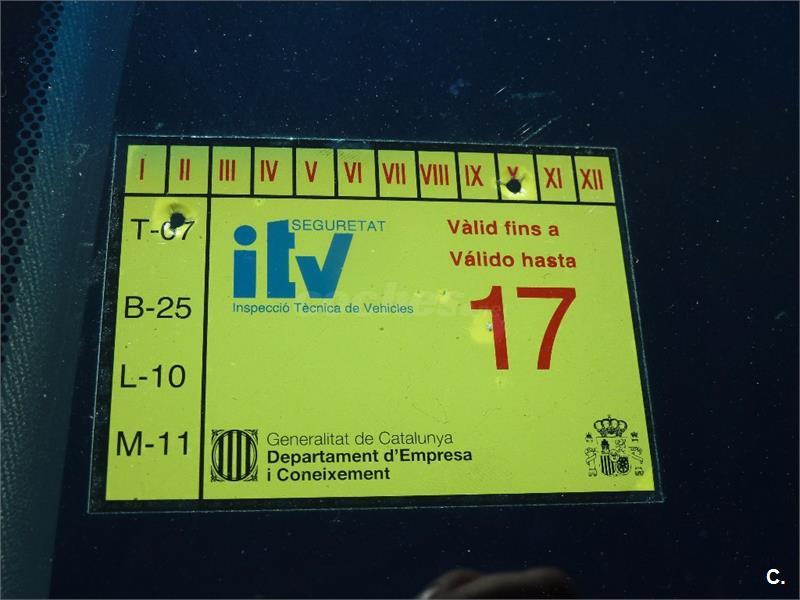 I II III IV V VI VII VIII IX X XI XII
T-07
SEGURETAT
itv
Inspecció Tècnica de Vehicles
Vàlid fins a
Válido hasta
17
B-25
L-10
M-11
Generalitat de Catalunya
Departament d'Empresa
i Coneixement
C.